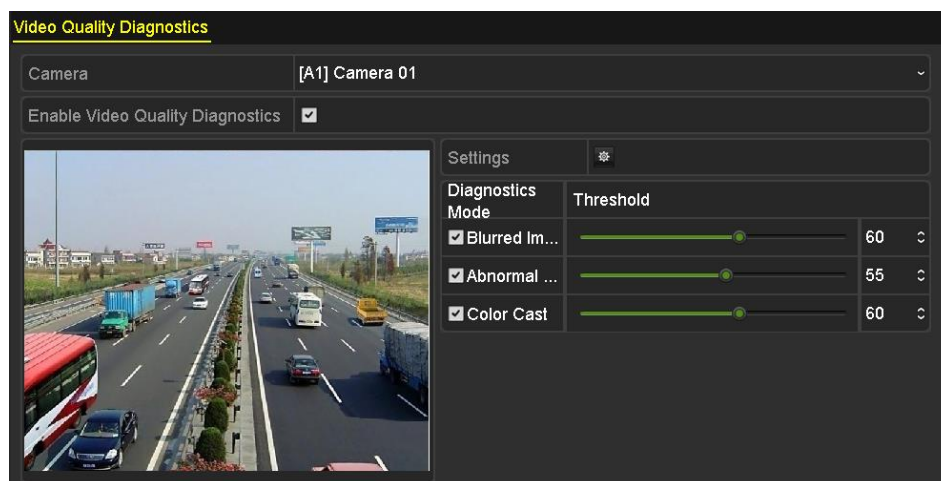 Video Quality Diagnostics
Camera
[A1] Camera 01
Enable Video Quality Diagnostics
Settings
Diagnostics
Mode
Threshold
Blurred Im...
60
Abnormal ...
55
Color Cast
60